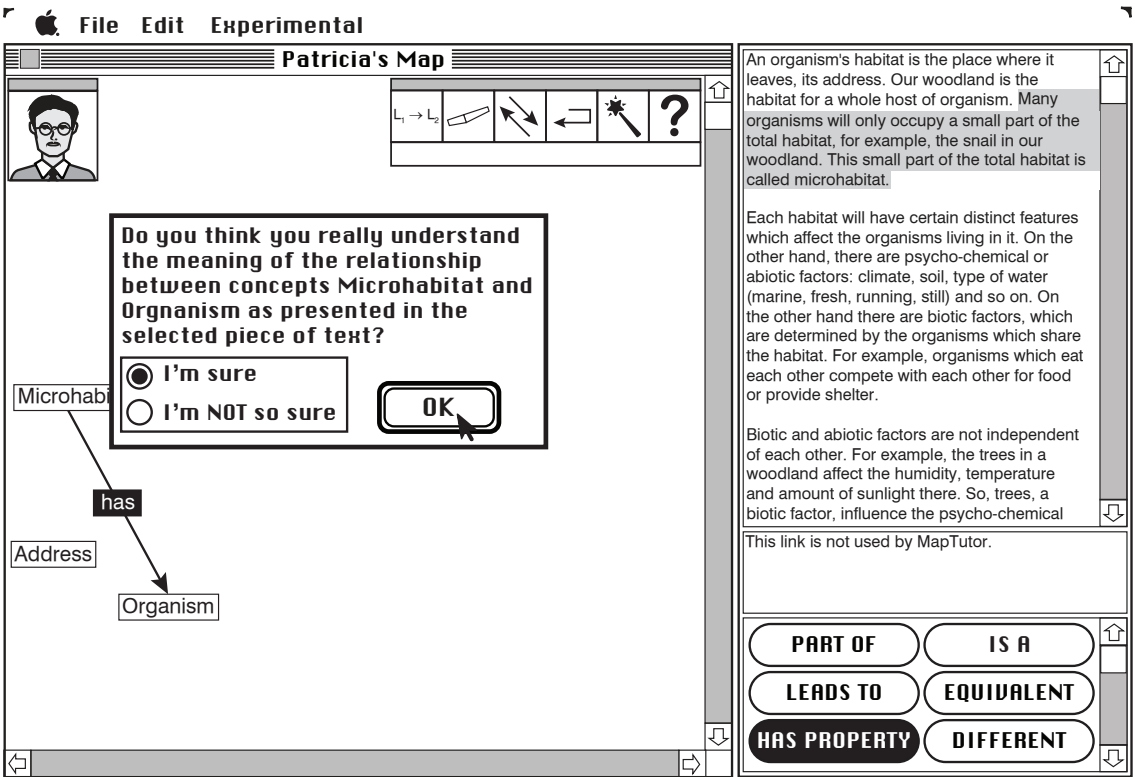 File Edit Experimental
Patricia's Map
L1 → L2
?
Do you think you really understand
the meaning of the relationship
between concepts Microhabitat and
Orgnanism as presented in the
selected piece of text?
I'm sure
I'm NOT so sure
OK
Microhabi
has
Address
Organism
An organism's habitat is the place where it
leaves, its address. Our woodland is the
habitat for a whole host of organism. Many
organisms will only occupy a small part of the
total habitat, for example, the snail in our
woodland. This small part of the total habitat is
called microhabitat.
Each habitat will have certain distinct features
which affect the organisms living in it. On the
other hand, there are psycho-chemical or
abiotic factors: climate, soil, type of water
(marine, fresh, running, still) and so on. On
the other hand there are biotic factors, which
are determined by the organisms which share
the habitat. For example, organisms which eat
each other compete with each other for food
or provide shelter.
Biotic and abiotic factors are not independent
of each other. For example, the trees in a
woodland affect the humidity, temperature
and amount of sunlight there. So, trees, a
biotic factor, influence the psycho-chemical
This link is not used by MapTutor.
PART OF IS A
LEADS TO EQUIVALENT
HAS PROPERTY DIFFERENT